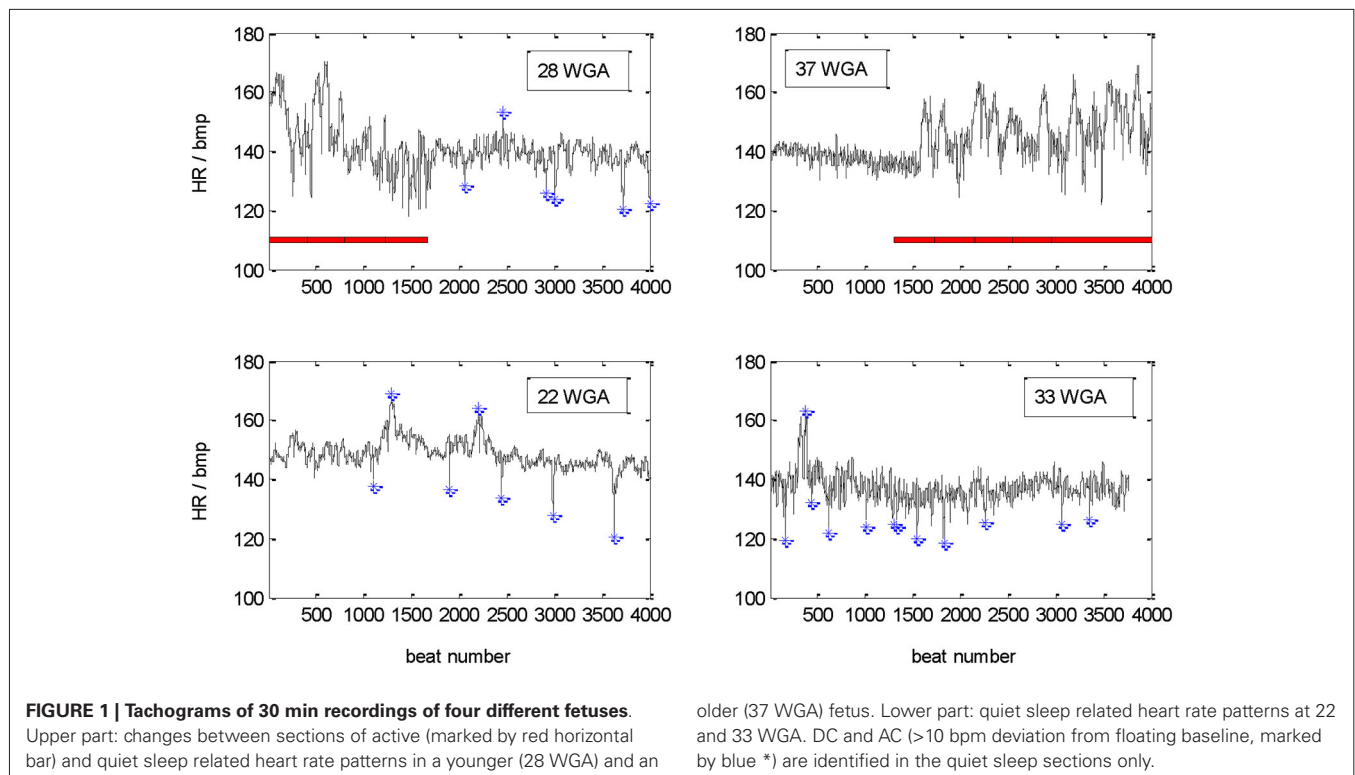 180
160
140
120
100
HR / bmp
28 WGA
500 1000 1500 2000 2500 3000 3500 4000
180
160
140
120
100
37 WGA
500 1000 1500 2000 2500 3000 3500 4000
180
160
140
120
100
HR / bmp
22 WGA
500 1000 1500 2000 2500 3000 3500 4000
beat number
180
160
140
120
100
33 WGA
500 1000 1500 2000 2500 3000 3500 4000
beat number
FIGURE 1 | Tachograms of 30 min recordings of four different fetuses.
Upper part: changes between sections of active (marked by red horizontal
bar) and quiet sleep related heart rate patterns in a younger (28 WGA) and an
older (37 WGA) fetus. Lower part: quiet sleep related heart rate patterns at 22
and 33 WGA. DC and AC (>10 bpm deviation from floating baseline, marked
by blue *) are identified in the quiet sleep sections only.